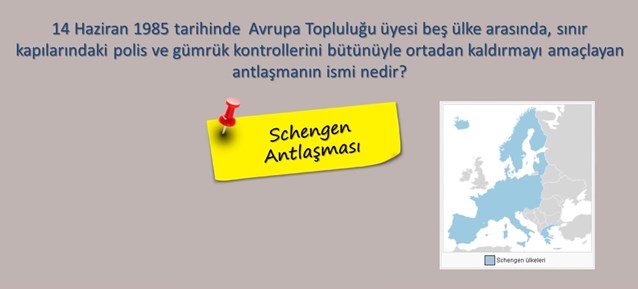 14 Haziran 1985 tarihinde  Avrupa Topluluğu üyesi beş ülke arasında, sınır
kapılarındaki polis ve gümrük kontrollerini bütünüyle ortadan kaldırmayı amaçlayan
antlaşmanın ismi nedir?
Schengen
Antlaşması
Schengen ülkeleri